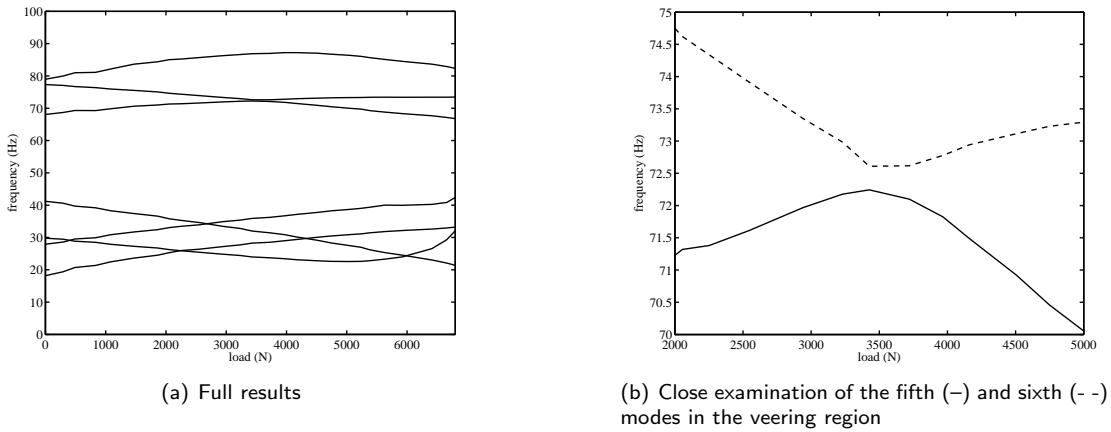 100
90
80
70
60
50
40
30
20
10
0
frequency (Hz)
0 1000 2000 3000 4000 5000 6000
load (N)
(a) Full results
75
74.5
74
73.5
73
72.5
72
71.5
71
70.5
70
frequency (Hz)
2000 2500 3000 3500 4000 4500 5000
load (N)
(b) Close examination of the fifth (–) and sixth (- -)
modes in the veering region